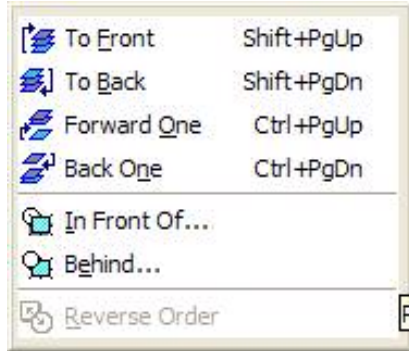 To Front Shift+PgUp
To Back Shift+PgDn
Forward One Ctrl+PgUp
Back One Ctrl+PgDn
In Front Of...
Behind...
Reverse Order